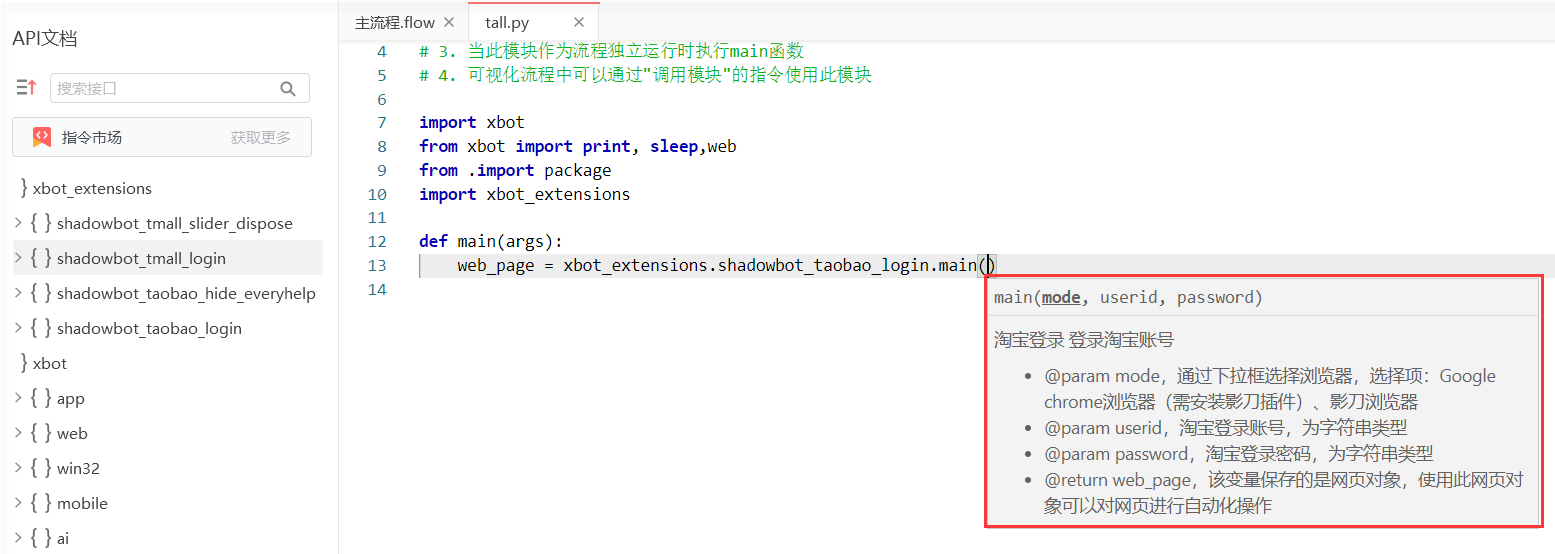 API文档
搜索接口
指令市场 获取更多
xbot_extensions
{ } shadowbot_tmall_slider_dispose
{ } shadowbot_tmall_login
{ } shadowbot_taobao_hide_everyhelp
{ } shadowbot_taobao_login
xbot
{ } app
{ } web
{ } win32
{ } mobile
{ } ai
主流程.flow × tall.py ×
4 # 3. 当此模块作为流程独立运行时执行main函数
5 # 4. 可视化流程中可以通过"调用模块"的指令使用此模块
6
7 import xbot
8 from xbot import print, sleep,web
9 from .import package
10 import xbot_extensions
11
12 def main(args):
13 web_page = xbot_extensions.shadowbot_taobao_login.main()
14
main(mode, userid, password)
淘宝登录 登录淘宝账号
• @param mode，通过下拉框选择浏览器，选择项：Google
chrome浏览器（需安装影刀插件）、影刀浏览器
• @param userid，淘宝登录账号，为字符串类型
• @param password，淘宝登录密码，为字符串类型
• @return web_page，该变量保存的是网页对象，使用此网页对
象可以对网页进行自动化操作